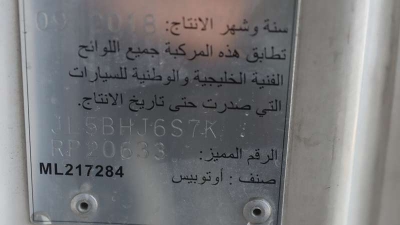 سنة وشهر الانتاج:
تطابق هذه المركبة جميع اللوائح
الفنية الخليجية والوطنية للسيارات
التي صدرت حتى تاريخ الانتاج.
JL5BHJ6S7K
الرقم المميز:
ML217284
صنف : أوتوبيس